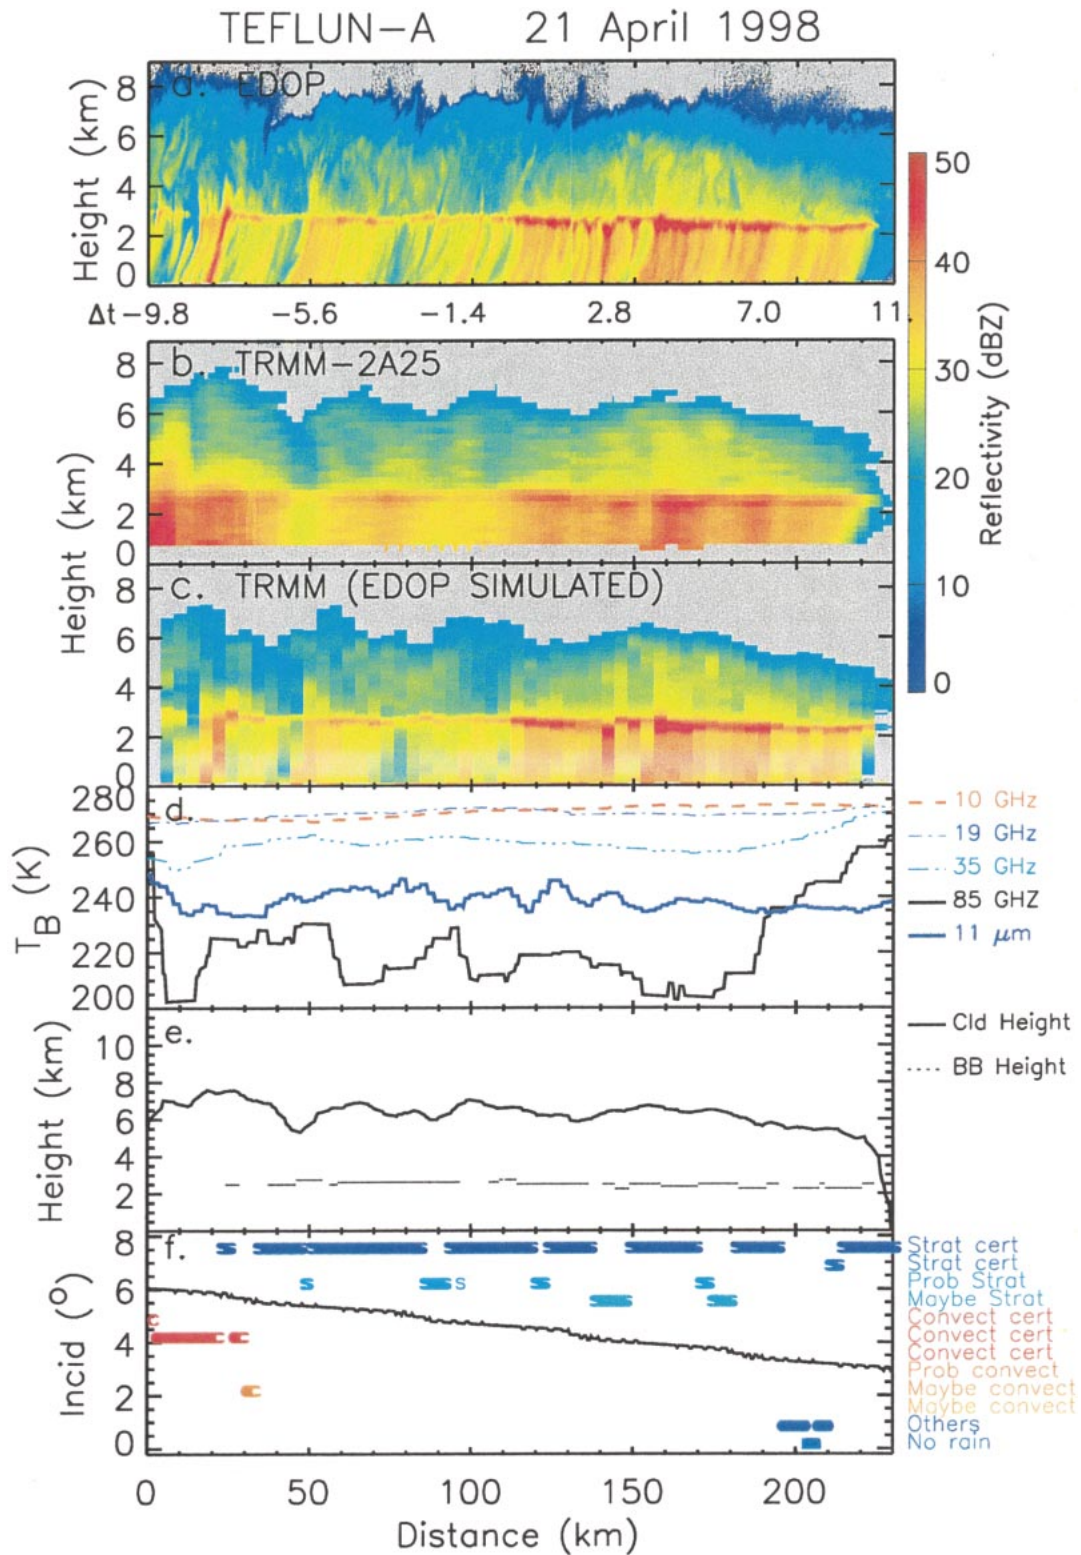 TEFLUN-A 21 April 1998
a. EDOP
Height (km)
8
6
4
2
0
Δt-9.8 -5.6 -1.4 2.8 7.0 11.
b. TRMM-2A25
Height (km)
8
6
4
2
0
c. TRMM (EDOP SIMULATED)
Height (km)
8
6
4
2
0
50
40
30
20
10
0
Reflectivity (dBZ)
d.
T_B (K)
280
260
240
220
200
10 GHz
19 GHz
35 GHz
85 GHZ
11 μm
e.
Height (km)
10
8
6
4
2
Cld Height
BB Height
f.
Incid (°)
8
6
4
2
0
S
C
Strat cert
Strat cert
Prob Strat
Maybe Strat
Convect cert
Convect cert
Convect cert
Prob convect
Maybe convect
Maybe convect
Others
No rain
0 50 100 150 200
Distance (km)